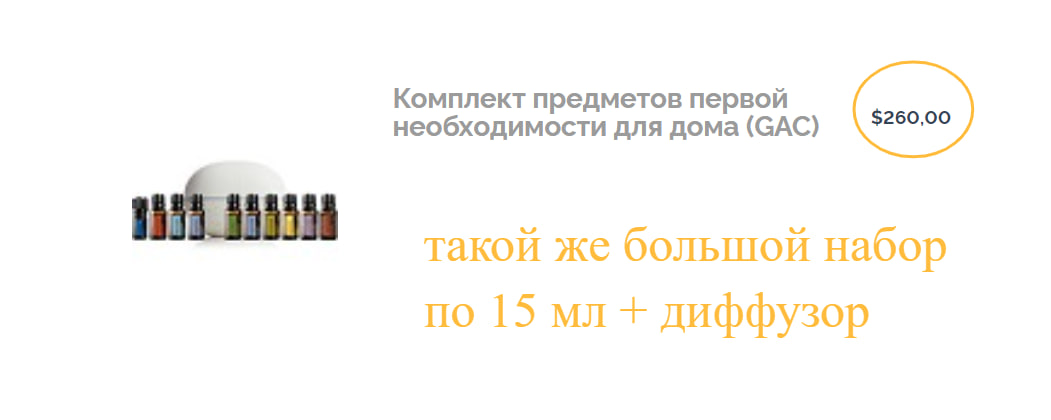 Комплект предметов первой
необходимости для дома (GAC)
$260,00
такой же большой набор
по 15 мл + диффузор